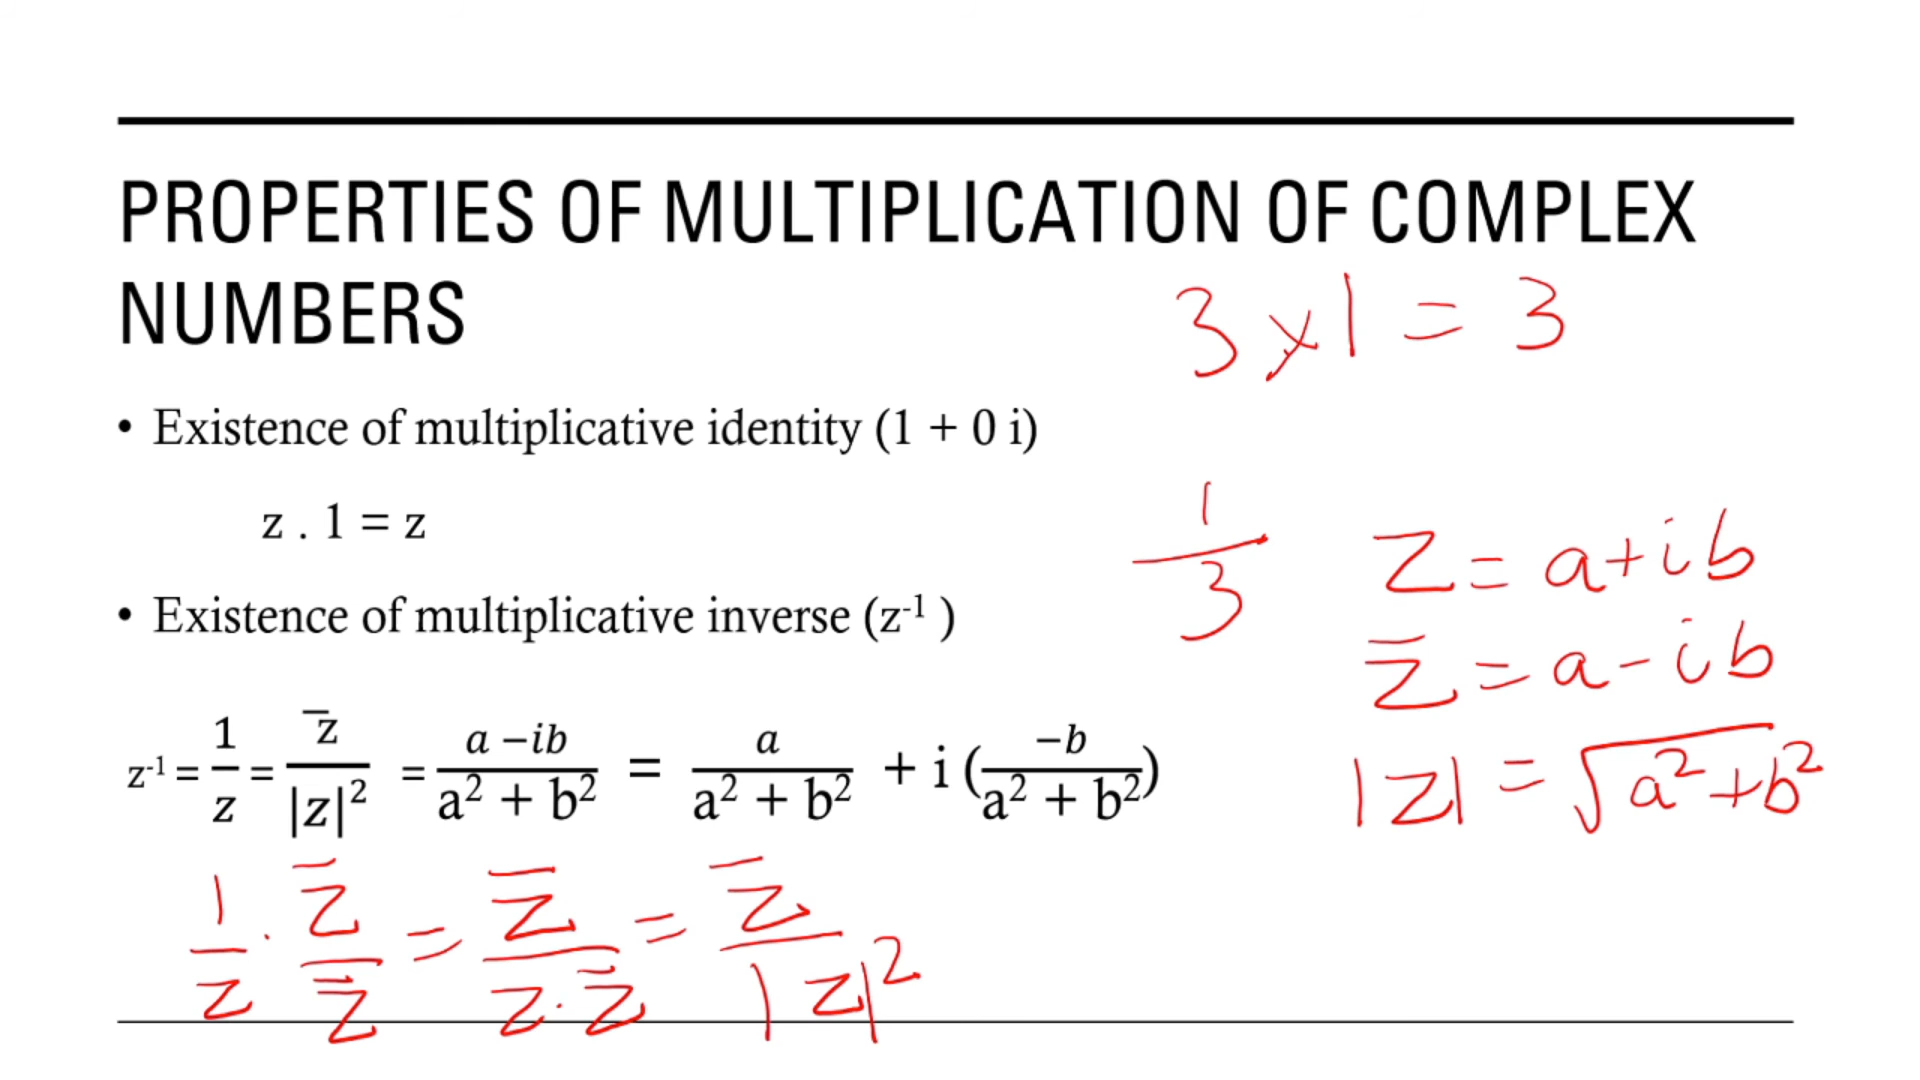 PROPERTIES OF MULTIPLICATION OF COMPLEX
NUMBERS
3 x 1 = 3
• Existence of multiplicative identity (1 + 0 i)
z . 1 = z
1/3
z = a + ib
• Existence of multiplicative inverse (z⁻¹ )
z̅ = a - ib
z⁻¹ = 1/z = z̅/|z|² = (a − ib)/(a² + b²) = a/(a² + b²) + i (−b/(a² + b²))
|z| = √(a² + b²)
1/z · z̅/z̅ = z̅/(z·z̅) = z̅/|z|²